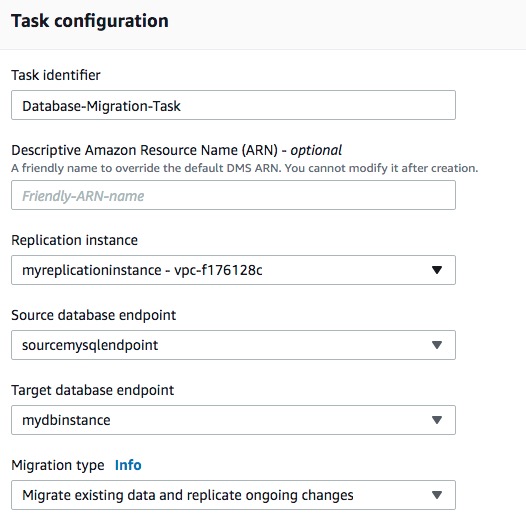 Task configuration
Task identifier
Database-Migration-Task
Descriptive Amazon Resource Name (ARN) - optional
A friendly name to override the default DMS ARN. You cannot modify it after creation.
Friendly-ARN-name
Replication instance
myreplicationinstance - vpc-f176128c
Source database endpoint
sourcemysqlendpoint
Target database endpoint
mydbinstance
Migration type Info
Migrate existing data and replicate ongoing changes